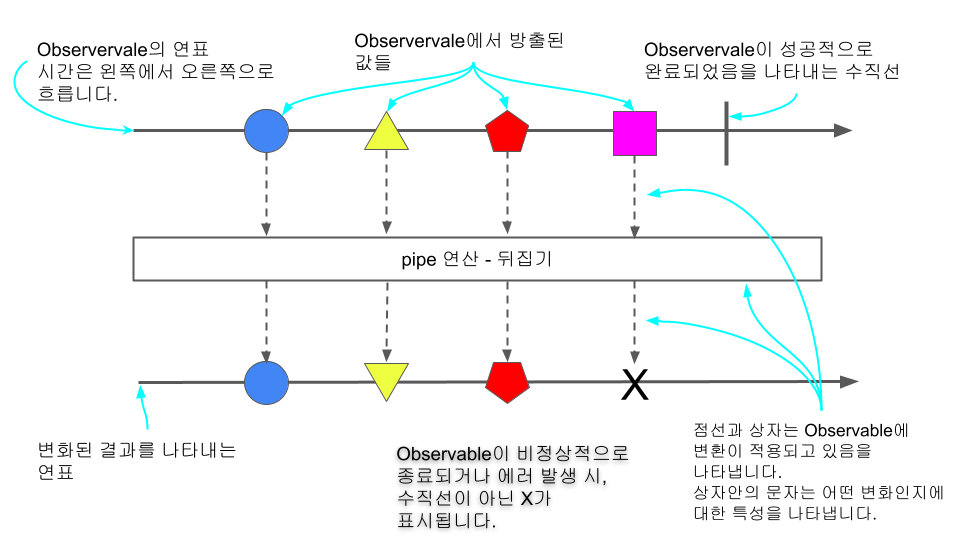 Observervale의 연표
시간은 왼쪽에서 오른쪽으로
흐릅니다.
Observervale에서 방출된
값들
Observervale이 성공적으로
완료되었음을 나타내는 수직선
pipe 연산 - 뒤집기
X
변화된 결과를 나타내는
연표
Observable이 비정상적으로
종료되거나 에러 발생 시,
수직선이 아닌 X가
표시됩니다.
점선과 상자는 Observable에
변환이 적용되고 있음을
나타냅니다.
상자안의 문자는 어떤 변화인지에
대한 특성을 나타냅니다.